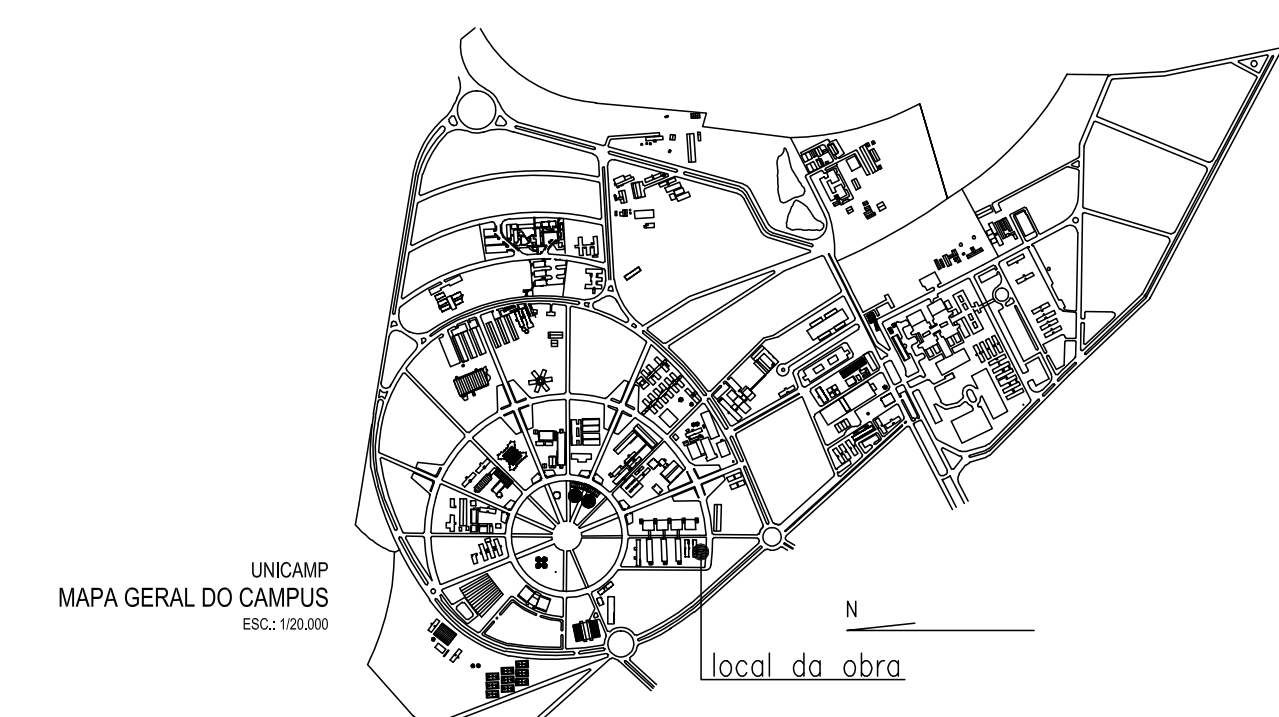 UNICAMP
MAPA GERAL DO CAMPUS
ESC.: 1/20.000
N
local da obra